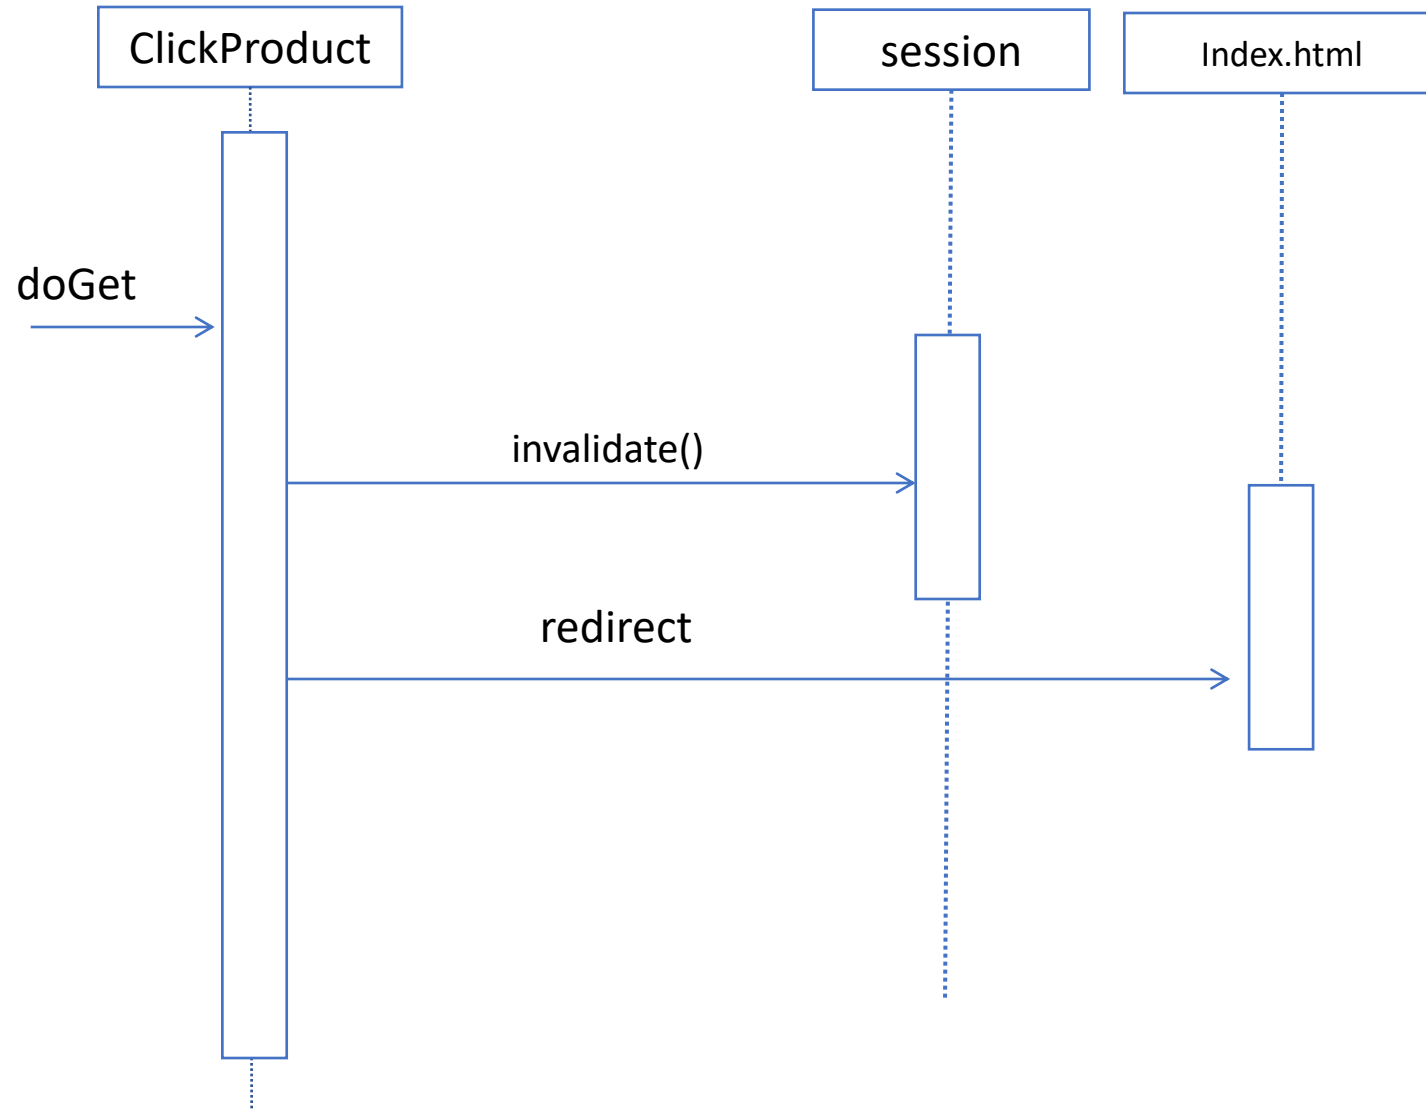 ClickProduct
session
Index.html
doGet
invalidate()
redirect